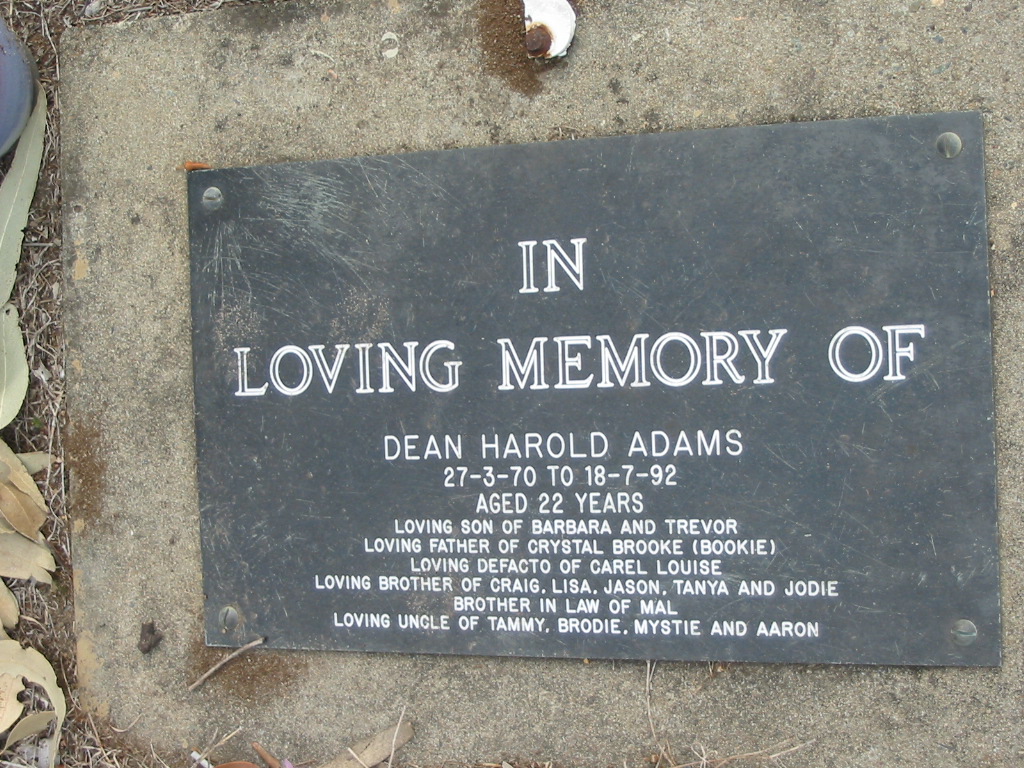 IN
LOVING MEMORY OF
DEAN HAROLD ADAMS
27-3-70 TO 18-7-92
AGED 22 YEARS
LOVING SON OF BARBARA AND TREVOR
LOVING FATHER OF CRYSTAL BROOKE (BOOKIE)
LOVING DEFACTO OF CAREL LOUISE
LOVING BROTHER OF CRAIG, LISA, JASON, TANYA AND JODIE
BROTHER IN LAW OF MAL
LOVING UNCLE OF TAMMY, BRODIE, MYSTIE AND AARON